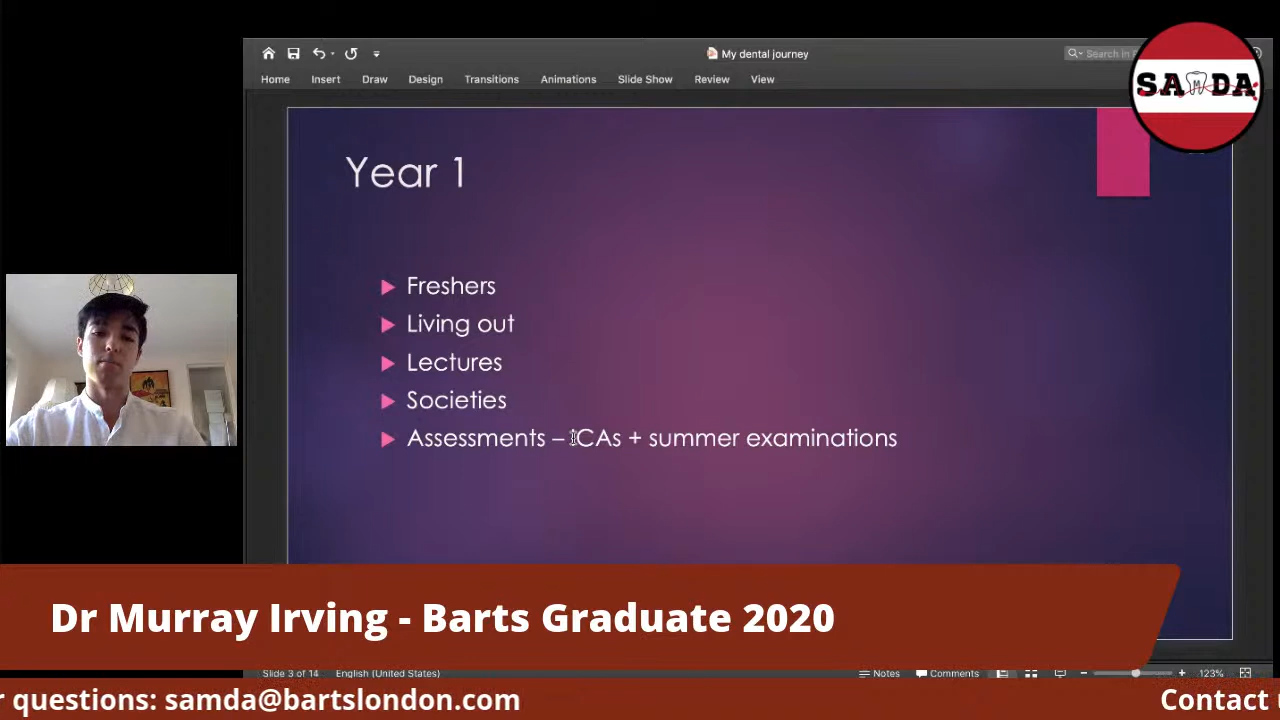 My dental journey
Search in
Home Insert Draw Design Transitions Animations Slide Show Review View
SAMDA
Year 1
Freshers
Living out
Lectures
Societies
Assessments – ICAs + summer examinations
Dr Murray Irving - Barts Graduate 2020
Slide 3 of 14 English (United States) Notes Comments 123%
questions: samda@bartslondon.com Contact